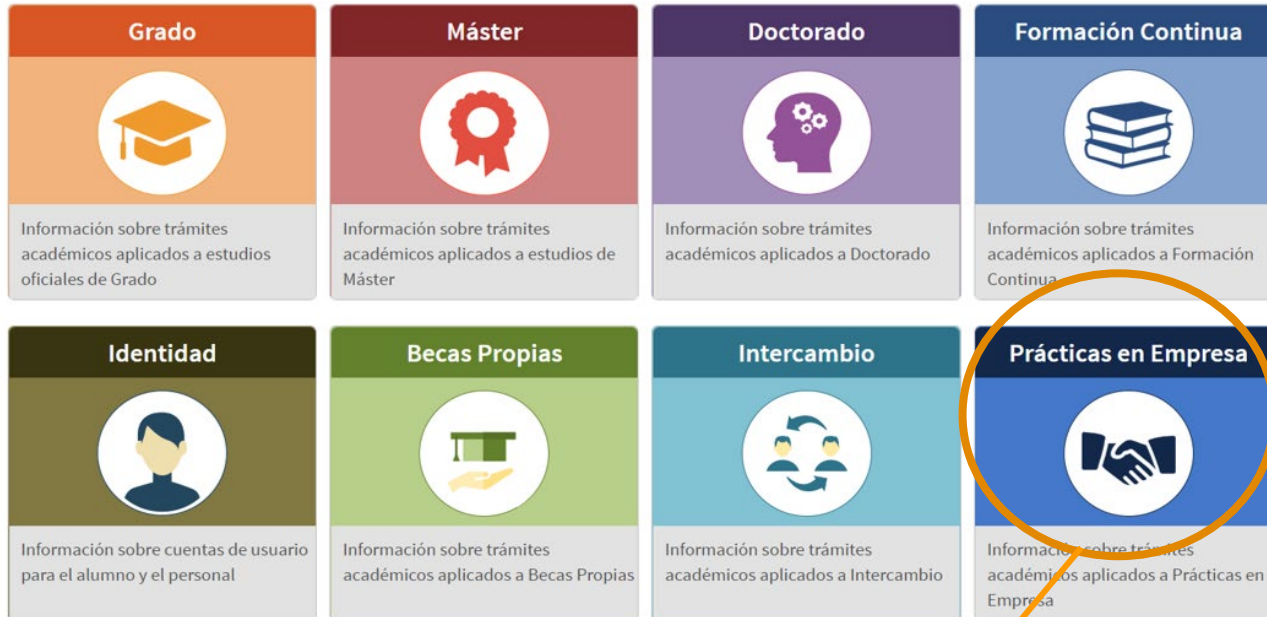 Grado
Información sobre trámites
académicos aplicados a estudios
oficiales de Grado
Máster
Información sobre trámites
académicos aplicados a estudios de
Máster
Doctorado
Información sobre trámites
académicos aplicados a Doctorado
Formación Continua
Información sobre trámites
académicos aplicados a Formación
Continua
Identidad
Información sobre cuentas de usuario
para el alumno y el personal
Becas Propias
Información sobre trámites
académicos aplicados a Becas Propias
Intercambio
Información sobre trámites
académicos aplicados a Intercambio
Prácticas en Empresa
Información sobre trámites
académicos aplicados a Prácticas en
Empresa